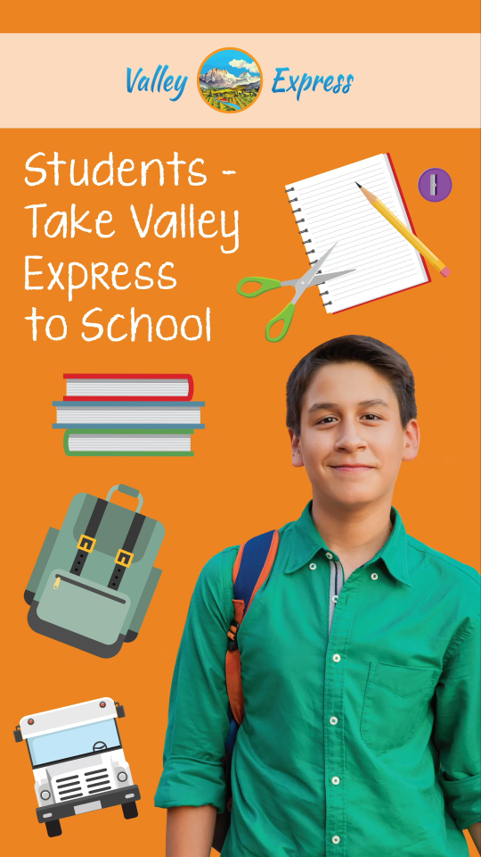 Valley Express
Students -
Take Valley
Express
to School